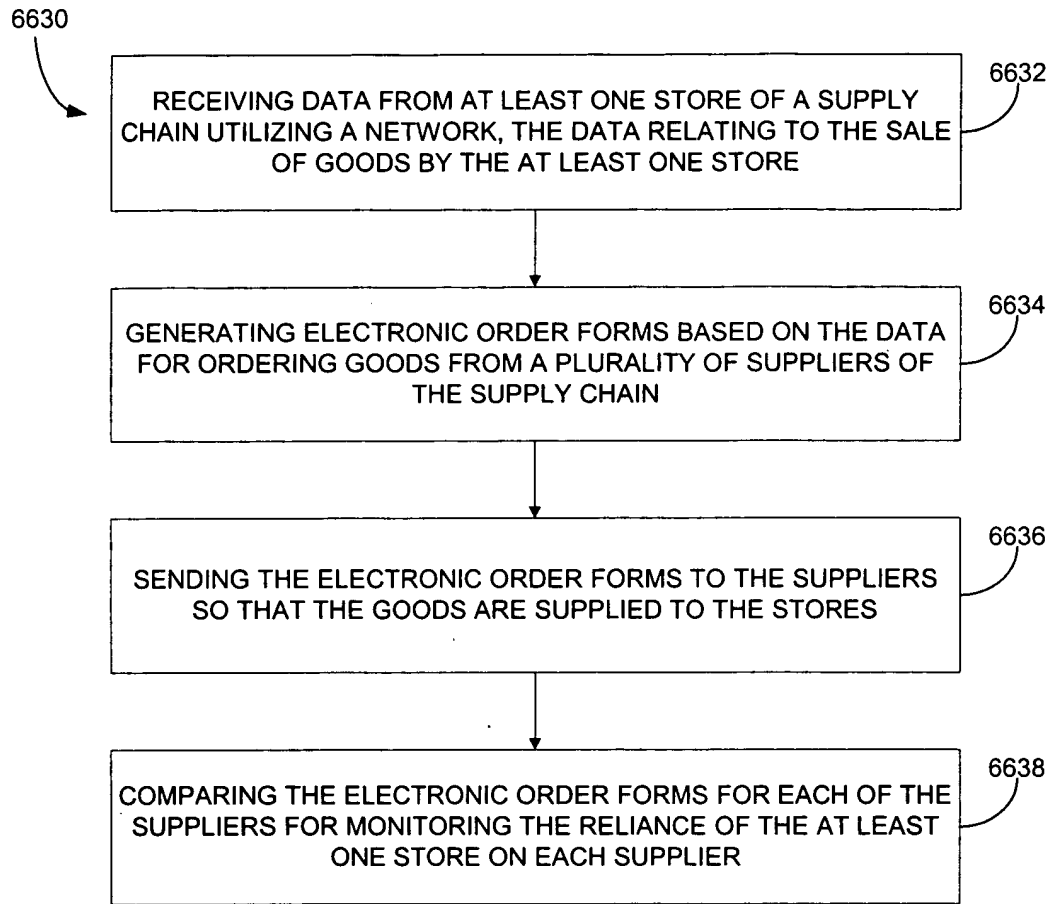 6630
RECEIVING DATA FROM AT LEAST ONE STORE OF A SUPPLY
CHAIN UTILIZING A NETWORK, THE DATA RELATING TO THE SALE
OF GOODS BY THE AT LEAST ONE STORE
6632
GENERATING ELECTRONIC ORDER FORMS BASED ON THE DATA
FOR ORDERING GOODS FROM A PLURALITY OF SUPPLIERS OF
THE SUPPLY CHAIN
6634
SENDING THE ELECTRONIC ORDER FORMS TO THE SUPPLIERS
SO THAT THE GOODS ARE SUPPLIED TO THE STORES
6636
COMPARING THE ELECTRONIC ORDER FORMS FOR EACH OF THE
SUPPLIERS FOR MONITORING THE RELIANCE OF THE AT LEAST
ONE STORE ON EACH SUPPLIER
6638